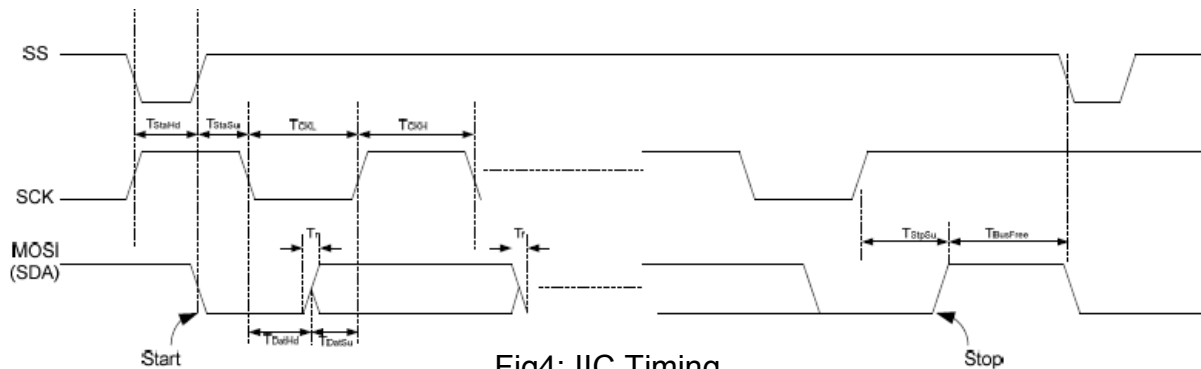 SS
TStaHd TStaSu TCKL TCKH
SCK
MOSI
(SDA)
Tr Tf
TStpSu TBusFree
TDatHd TDatSu
Start
Stop
Fig4: IIC Timing